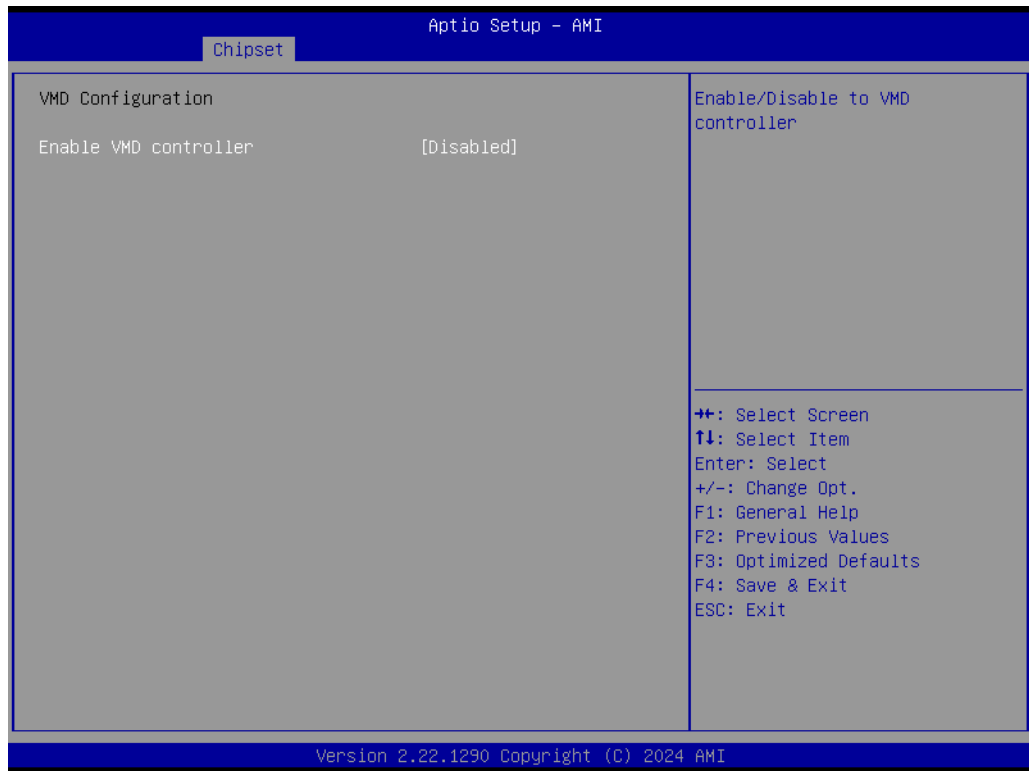 Aptio Setup – AMI
Chipset
VMD Configuration
Enable VMD controller [Disabled]
Enable/Disable to VMD
controller
→←: Select Screen
↑↓: Select Item
Enter: Select
+/-: Change Opt.
F1: General Help
F2: Previous Values
F3: Optimized Defaults
F4: Save & Exit
ESC: Exit
Version 2.22.1290 Copyright (C) 2024 AMI